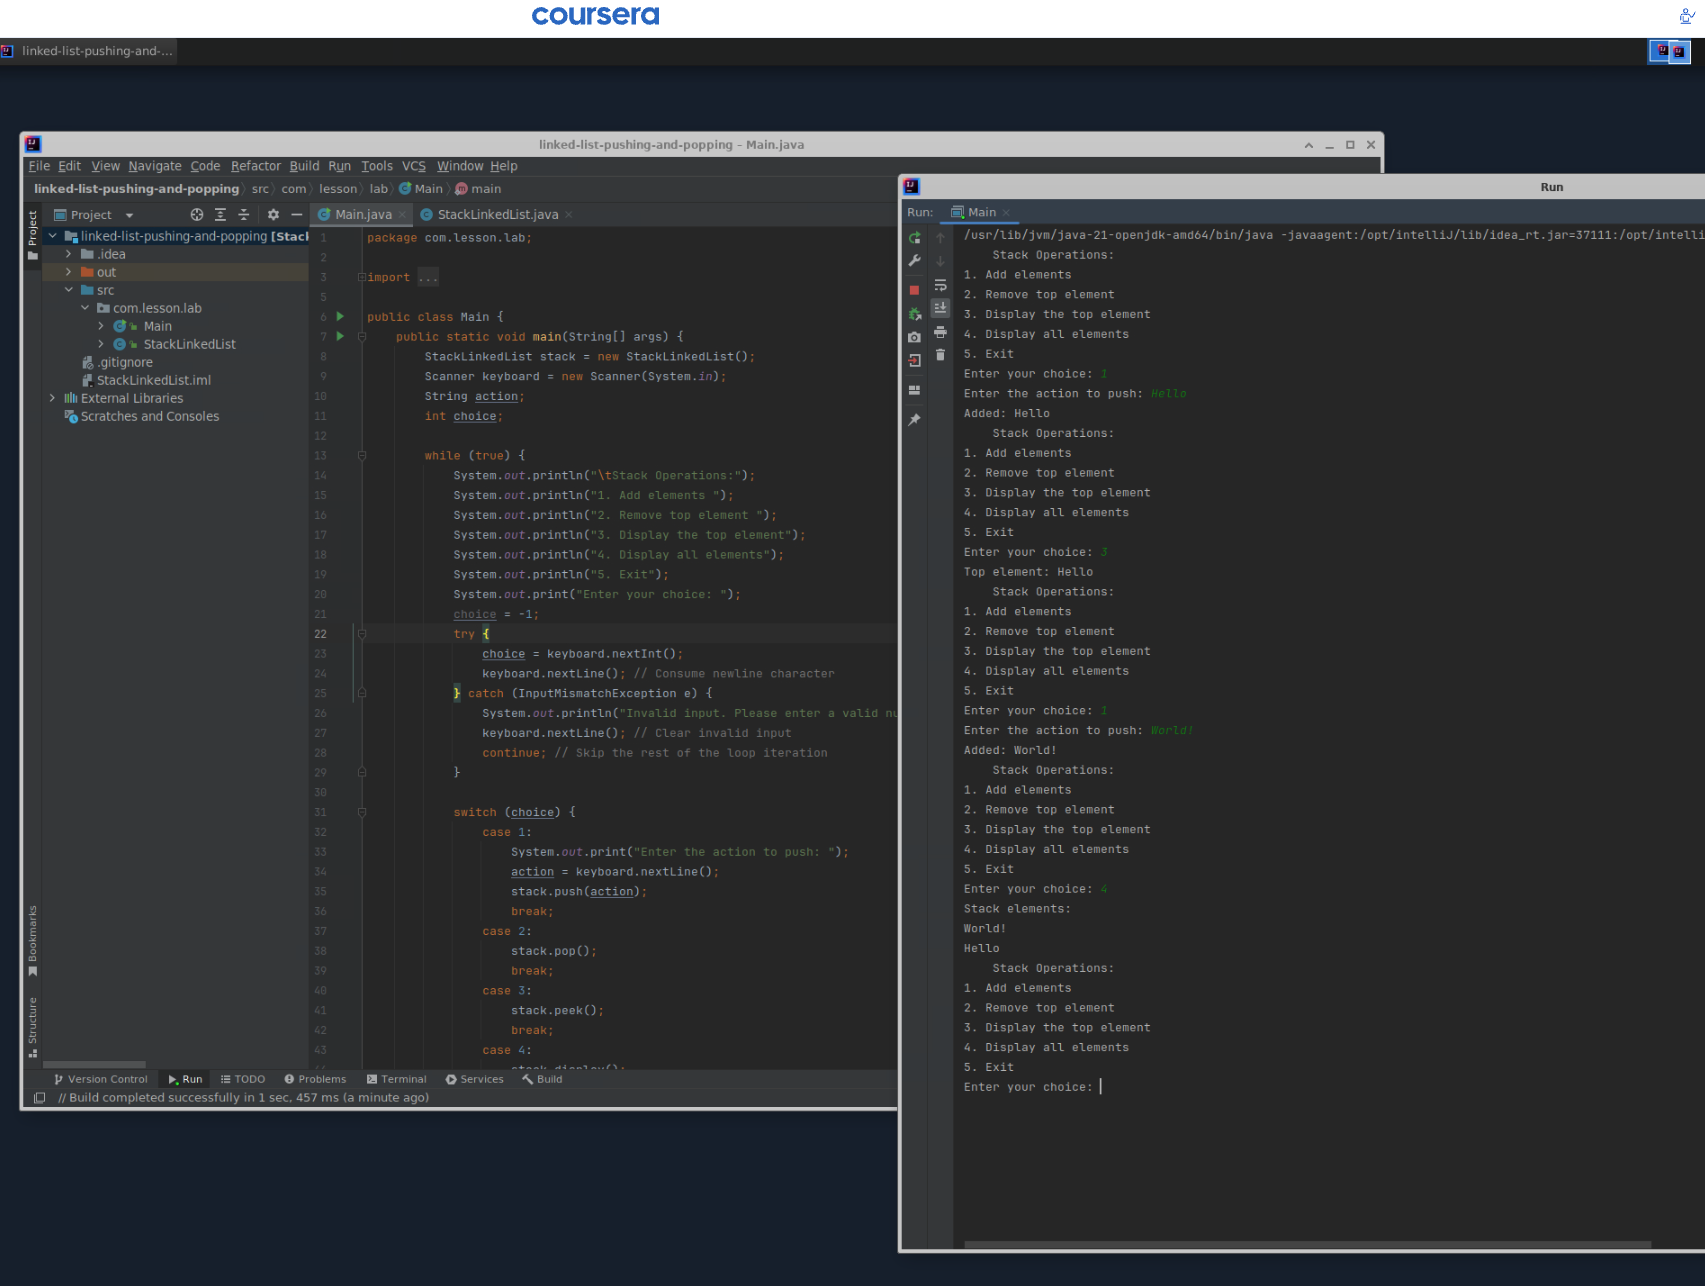 coursera
linked-list-pushing-and-...
linked-list-pushing-and-popping – Main.java
File Edit View Navigate Code Refactor Build Run Tools VCS Window Help
linked-list-pushing-and-popping src com lesson lab Main main
Project
Project
linked-list-pushing-and-popping [Stack
.idea
out
src
com.lesson.lab
Main
StackLinkedList
.gitignore
StackLinkedList.iml
External Libraries
Scratches and Consoles
Bookmarks
Structure
Main.java StackLinkedList.java
1 package com.lesson.lab;
2
3 import ...
5
6 public class Main {
7 public static void main(String[] args) {
8 StackLinkedList stack = new StackLinkedList();
9 Scanner keyboard = new Scanner(System.in);
10 String action;
11 int choice;
12
13 while (true) {
14 System.out.println("\tStack Operations:");
15 System.out.println("1. Add elements ");
16 System.out.println("2. Remove top element ");
17 System.out.println("3. Display the top element");
18 System.out.println("4. Display all elements");
19 System.out.println("5. Exit");
20 System.out.print("Enter your choice: ");
21 choice = -1;
22 try {
23 choice = keyboard.nextInt();
24 keyboard.nextLine(); // Consume newline character
25 } catch (InputMismatchException e) {
26 System.out.println("Invalid input. Please enter a valid
27 keyboard.nextLine(); // Clear invalid input
28 continue; // Skip the rest of the loop iteration
29 }
30
31 switch (choice) {
32 case 1:
33 System.out.print("Enter the action to push: ");
34 action = keyboard.nextLine();
35 stack.push(action);
36 break;
37 case 2:
38 stack.pop();
39 break;
40 case 3:
41 stack.peek();
42 break;
43 case 4:
Version Control Run TODO Problems Terminal Services Build
// Build completed successfully in 1 sec, 457 ms (a minute ago)
Run
Run: Main
/usr/lib/jvm/java-21-openjdk-amd64/bin/java -javaagent:/opt/intelliJ/lib/idea_rt.jar=37111:/opt/intelli
Stack Operations:
1. Add elements
2. Remove top element
3. Display the top element
4. Display all elements
5. Exit
Enter your choice: 1
Enter the action to push: Hello
Added: Hello
Stack Operations:
1. Add elements
2. Remove top element
3. Display the top element
4. Display all elements
5. Exit
Enter your choice: 3
Top element: Hello
Stack Operations:
1. Add elements
2. Remove top element
3. Display the top element
4. Display all elements
5. Exit
Enter your choice: 1
Enter the action to push: World!
Added: World!
Stack Operations:
1. Add elements
2. Remove top element
3. Display the top element
4. Display all elements
5. Exit
Enter your choice: 4
Stack elements:
World!
Hello
Stack Operations:
1. Add elements
2. Remove top element
3. Display the top element
4. Display all elements
5. Exit
Enter your choice: